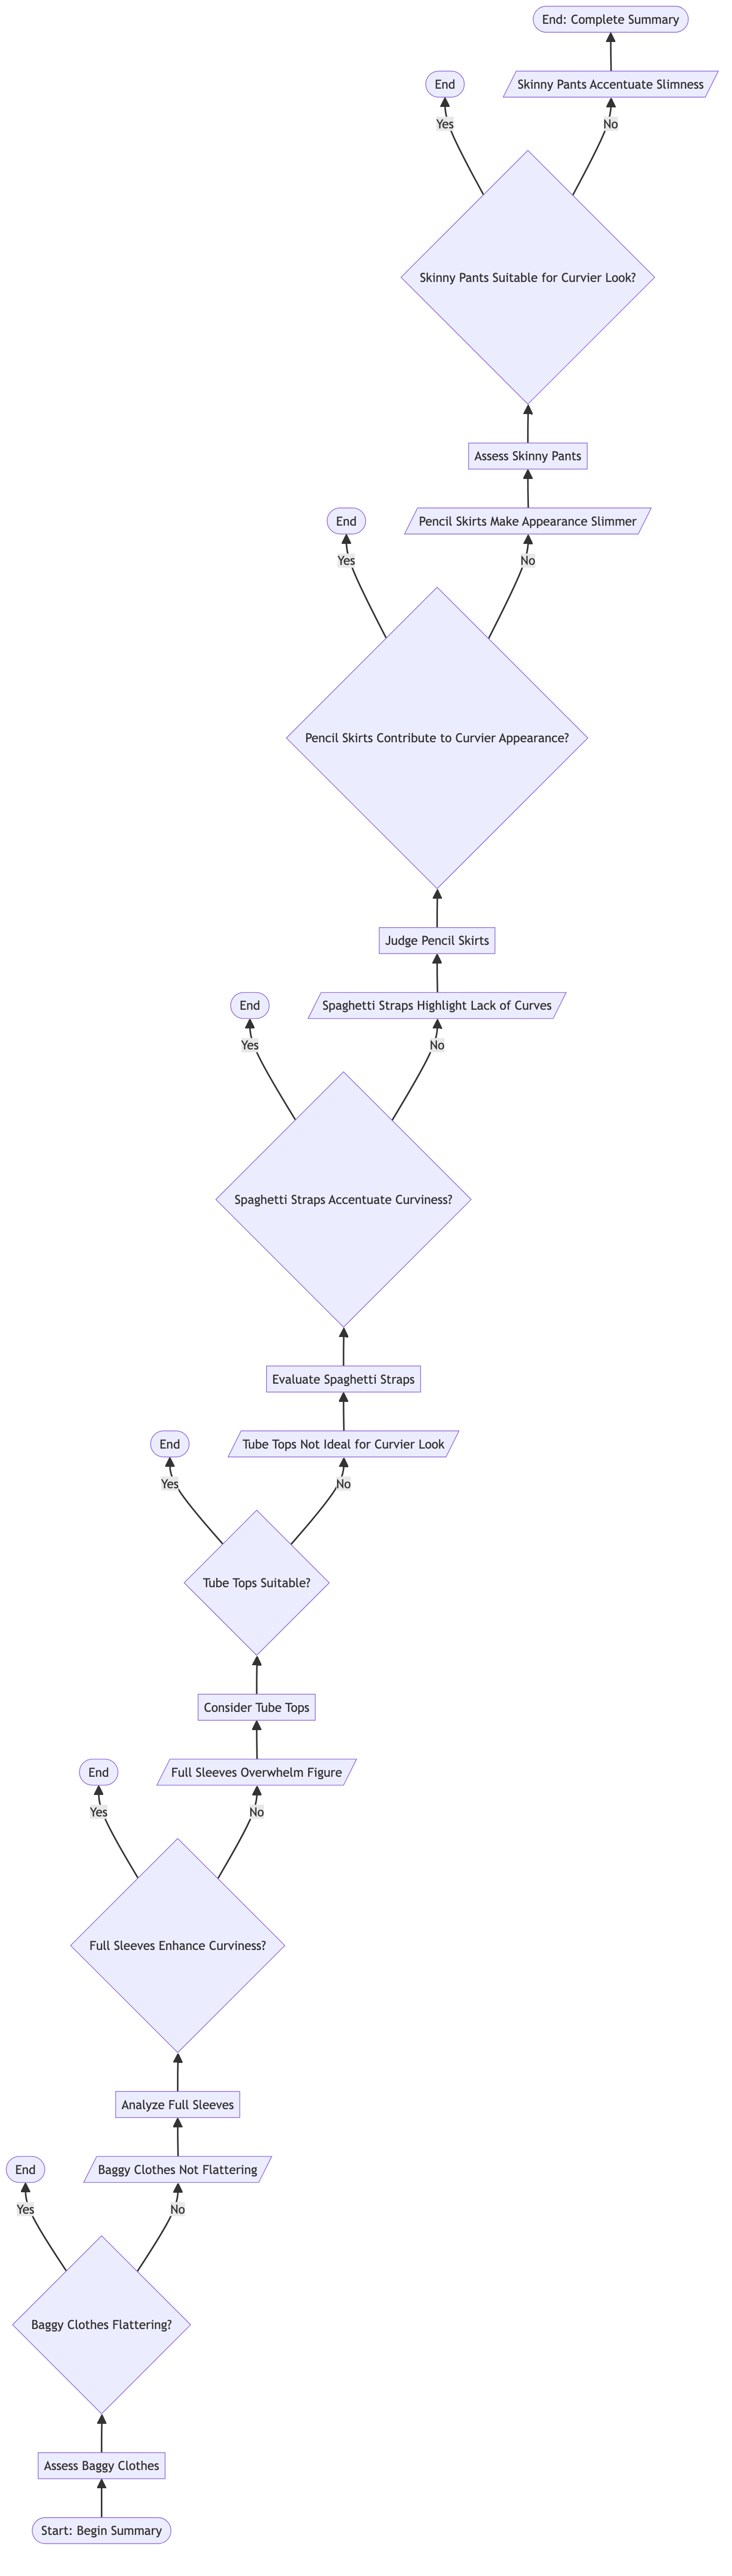 End: Complete Summary
End
Skinny Pants Accentuate Slimness
Yes
No
Skinny Pants Suitable for Curvier Look?
Assess Skinny Pants
End
Pencil Skirts Make Appearance Slimmer
Yes
No
Pencil Skirts Contribute to Curvier Appearance?
Judge Pencil Skirts
End
Spaghetti Straps Highlight Lack of Curves
Yes
No
Spaghetti Straps Accentuate Curviness?
Evaluate Spaghetti Straps
End
Tube Tops Not Ideal for Curvier Look
Yes
No
Tube Tops Suitable?
Consider Tube Tops
End
Full Sleeves Overwhelm Figure
Yes
No
Full Sleeves Enhance Curviness?
Analyze Full Sleeves
End
Baggy Clothes Not Flattering
Yes
No
Baggy Clothes Flattering?
Assess Baggy Clothes
Start: Begin Summary